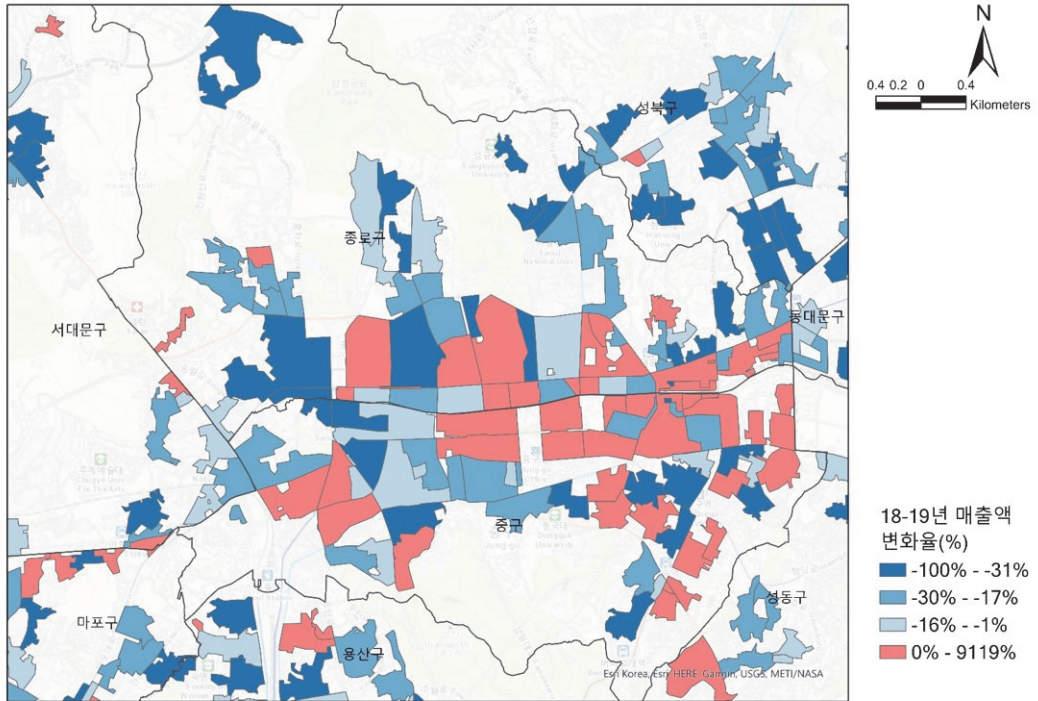 N
0.4 0.2 0 0.4
Kilometers
성북구
종로구
서대문구
동대문구
중구
성동구
마포구
용산구
18-19년 매출액
변화율(%)
-100% - -31%
-30% - -17%
-16% - -1%
0% - 9119%
Esri Korea, Esri, HERE, Garmin, USGS, METI/NASA